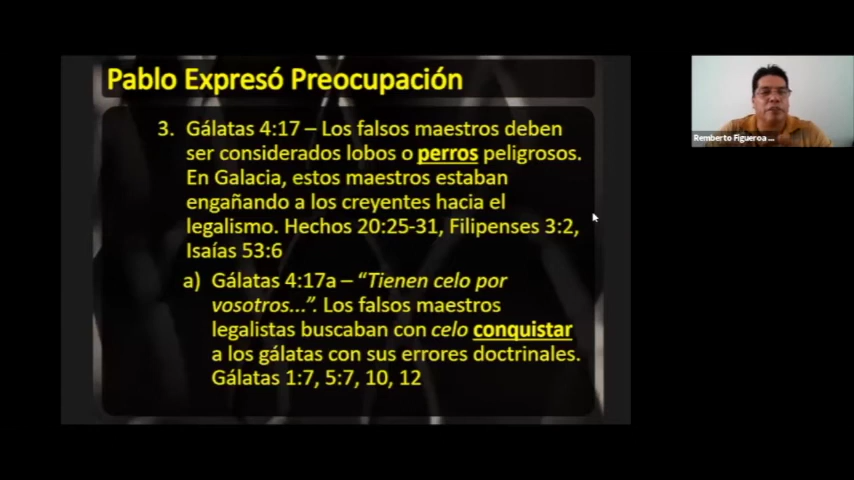 Pablo Expresó Preocupación
3. Gálatas 4:17 – Los falsos maestros deben
ser considerados lobos o perros peligrosos.
En Galacia, estos maestros estaban
engañando a los creyentes hacia el
legalismo. Hechos 20:25-31, Filipenses 3:2,
Isaías 53:6
a) Gálatas 4:17a – “Tienen celo por
vosotros...”. Los falsos maestros
legalistas buscaban con celo conquistar
a los gálatas con sus errores doctrinales.
Gálatas 1:7, 5:7, 10, 12
Remberto Figueroa ...